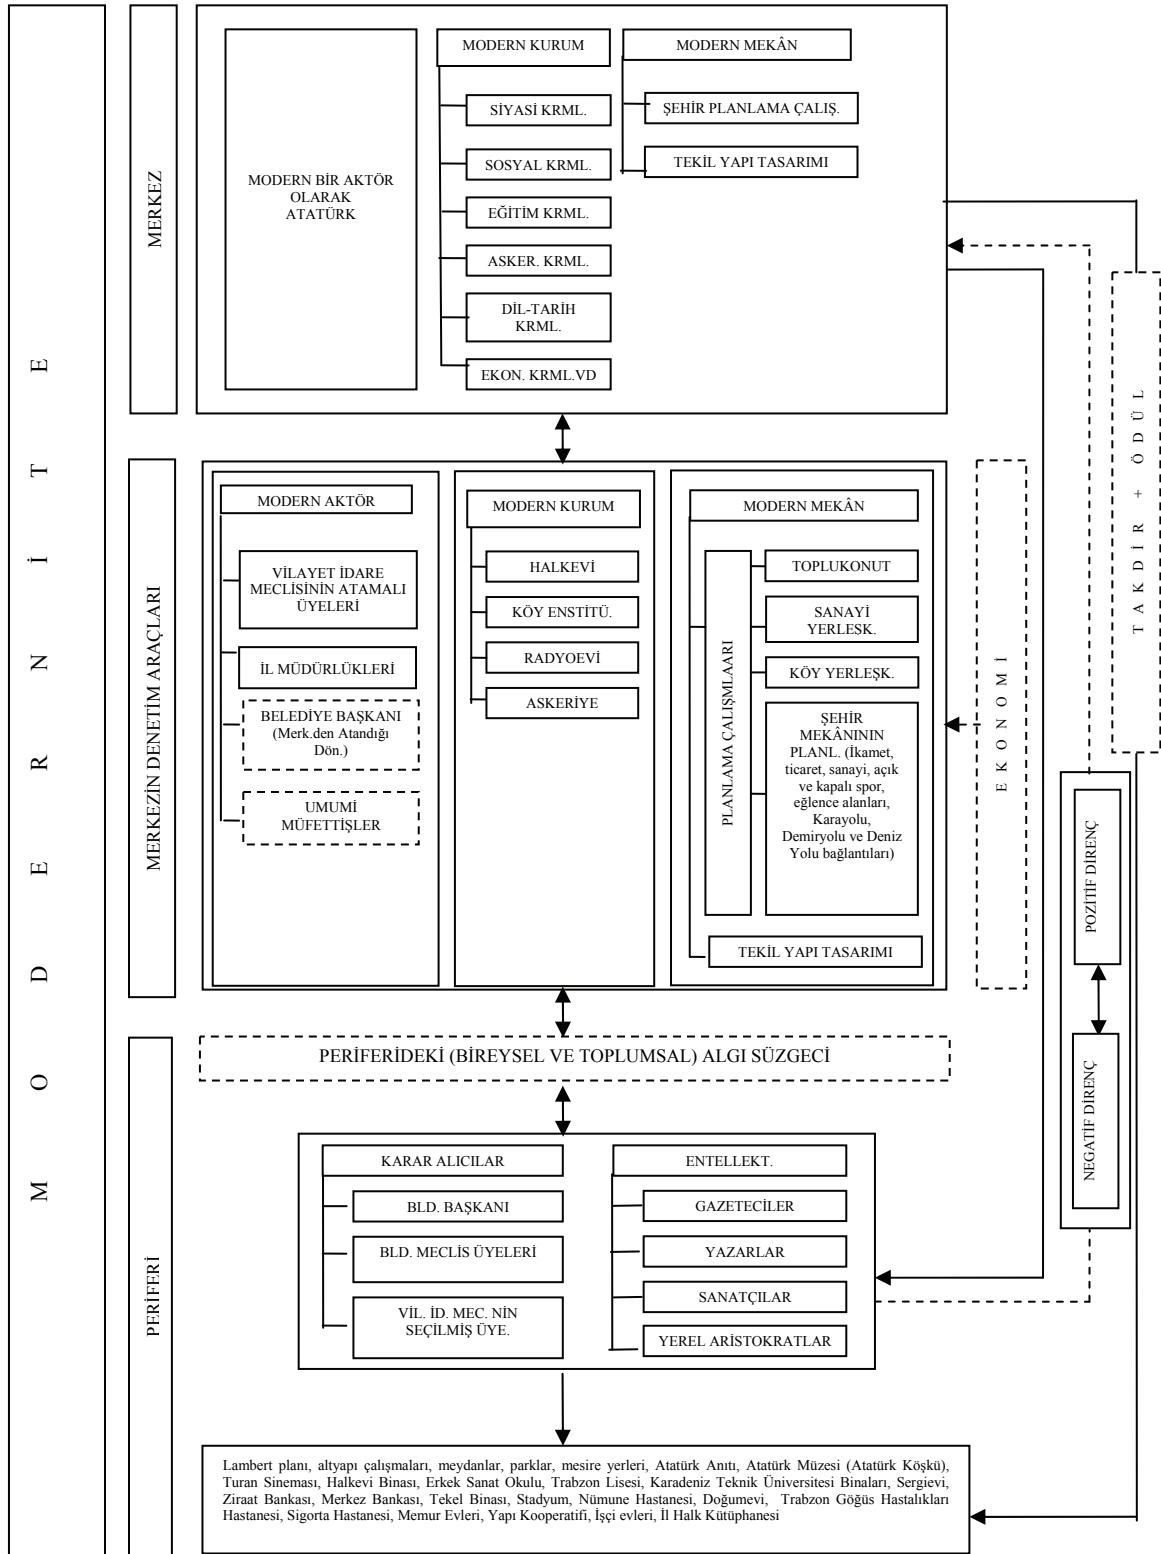 MODERNİTE
MERKEZ
MODERN BİR AKTÖR
OLARAK
ATATÜRK
MODERN KURUM
SİYASİ KRML.
SOSYAL KRML.
EĞİTİM KRML.
ASKER. KRML.
DİL-TARİH
KRML.
EKON. KRML.VD
MODERN MEKÂN
ŞEHİR PLANLAMA ÇALIŞ.
TEKİL YAPI TASARIMI
TAKDİR + ÖDÜL
MERKEZİN DENETİM ARAÇLARI
MODERN AKTÖR
VİLAYET İDARE
MECLİSİNİN ATAMALI
ÜYELERİ
İL MÜDÜRLÜKLERİ
BELEDİYE BAŞKANI
(Merk.den Atandığı
Dön.)
UMUMİ
MÜFETTİŞLER
MODERN KURUM
HALKEVİ
KÖY ENSTİTÜ.
RADYOEVİ
ASKERİYE
MODERN MEKÂN
PLANLAMA ÇALIŞMLAARI
TOPLUKONUT
SANAYİ
YERLEŞK.
KÖY YERLEŞK.
ŞEHİR
MEKÂNININ
PLANL. (İkamet,
ticaret, sanayi, açık
ve kapalı spor,
eğlence alanları,
Karayolu,
Demiryolu ve Deniz
Yolu bağlantıları)
TEKİL YAPI TASARIMI
EKONOMİ
POZİTİF DİRENÇ
NEGATİF DİRENÇ
PERİFERİ
PERİFERİDEKİ (BİREYSEL VE TOPLUMSAL) ALGI SÜZGECİ
KARAR ALICILAR
BLD. BAŞKANI
BLD. MECLİS ÜYELERİ
VİL. İD. MEC. NİN
SEÇİLMİŞ ÜYE.
ENTELLEKT.
GAZETECİLER
YAZARLAR
SANATÇILAR
YEREL ARİSTOKRATLAR
Lambert planı, altyapı çalışmaları, meydanlar, parklar, mesire yerleri, Atatürk Anıtı, Atatürk Müzesi (Atatürk Köşkü),
Turan Sineması, Halkevi Binası, Erkek Sanat Okulu, Trabzon Lisesi, Karadeniz Teknik Üniversitesi Binaları, Sergievi,
Ziraat Bankası, Merkez Bankası, Tekel Binası, Stadyum, Nümune Hastanesi, Doğumevi, Trabzon Göğüs Hastalıkları
Hastanesi, Sigorta Hastanesi, Memur Evleri, Yapı Kooperatifi, İşçi evleri, İl Halk Kütüphanesi